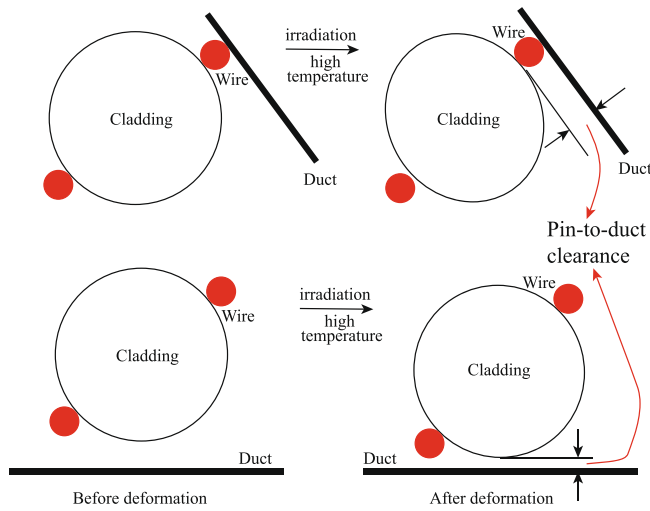 irradiation
high
temperature
Wire
Cladding
Duct
Wire
Cladding
Duct
Pin-to-duct
clearance
irradiation
high
temperature
Wire
Cladding
Duct
Wire
Cladding
Duct
Before deformation
After deformation